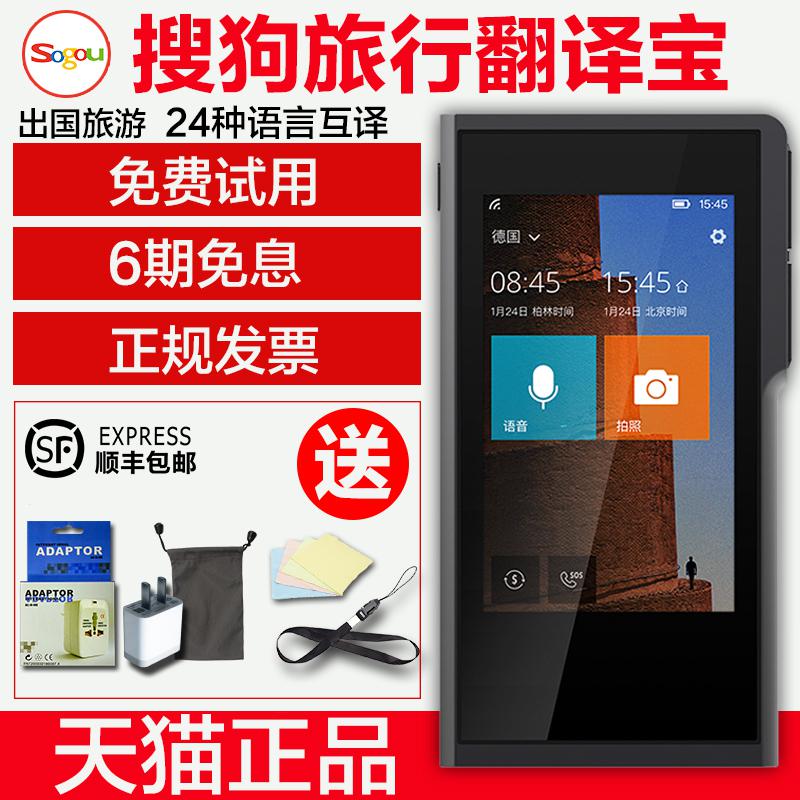 Sogou
搜狗旅行翻译宝
出国旅游 24种语言互译
免费试用
6期免息
正规发票
SF EXPRESS
顺丰包邮
送
ADAPTOR
ADAPTOR
天猫正品
15:45
德国
08:45 15:45
1月24日 柏林时间 1月24日 北京时间
语音 拍照
$ SOS